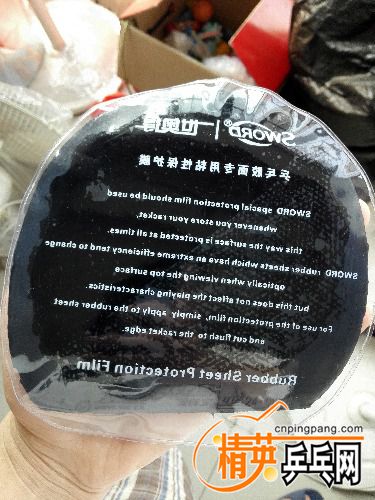 SWORD® 世奥得
乒乓胶面专用粘性保护膜
SWORD special protection film should be used
whenever you store your racket.
this way the surface is protected at all times.
SWORD rubber sheets which have an extreme efficiency tend to change
optically when viewing the top surface
but this does not affect the playing characteristics.
For use of the protection film, simply apply to the rubber sheet
and cut flush to the racket edge.
Rubber Sheet Protection Film
cnpingpang.com
精英乒乓网